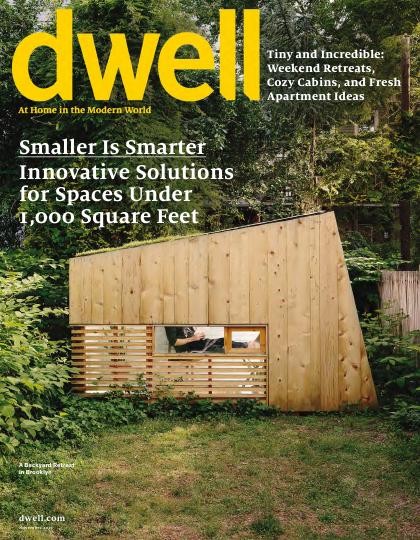 dwell
At Home in the Modern World
Tiny and Incredible:
Weekend Retreats,
Cozy Cabins, and Fresh
Apartment Ideas
Smaller Is Smarter
Innovative Solutions
for Spaces Under
1,000 Square Feet
A Backyard Retreat
in Brooklyn
dwell.com